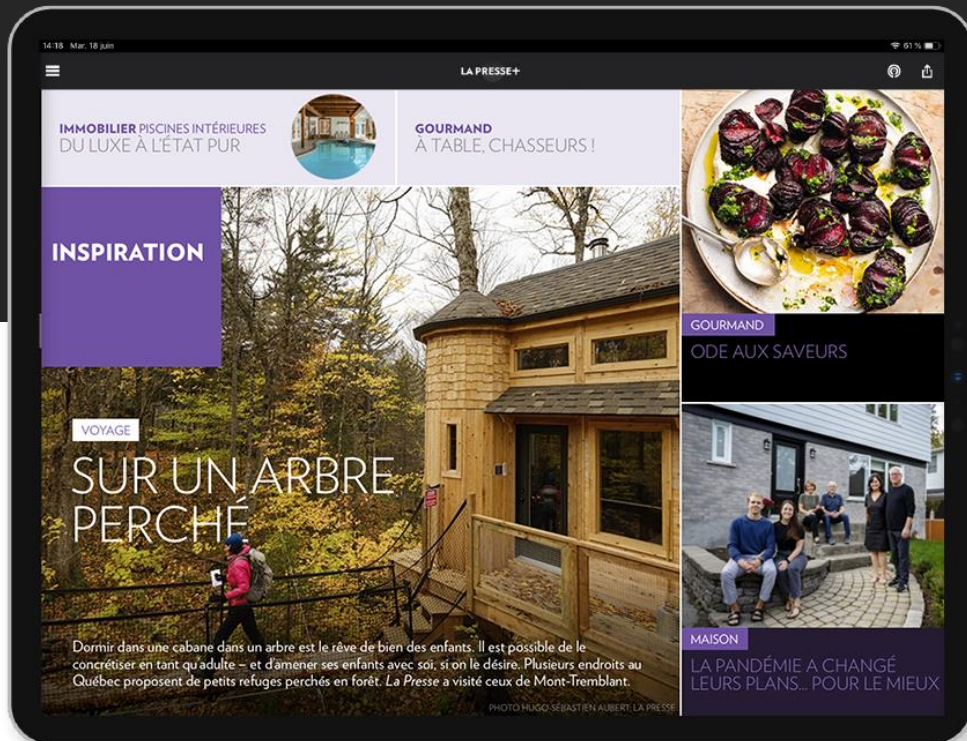 14:18 Mar. 18 juin
61 %
LA PRESSE+
IMMOBILIER PISCINES INTÉRIEURES
DU LUXE À L'ÉTAT PUR
GOURMAND
À TABLE, CHASSEURS !
INSPIRATION
VOYAGE
SUR UN ARBRE
PERCHÉ
Dormir dans une cabane dans un arbre est le rêve de bien des enfants. Il est possible de le
concrétiser en tant qu'adulte – et d'amener ses enfants avec soi, si on le désire. Plusieurs endroits au
Québec proposent de petits refuges perchés en forêt. La Presse a visité ceux de Mont-Tremblant.
PHOTO HUGO-SÉBASTIEN AUBERT, LA PRESSE
GOURMAND
ODE AUX SAVEURS
MAISON
LA PANDÉMIE A CHANGÉ
LEURS PLANS... POUR LE MIEUX